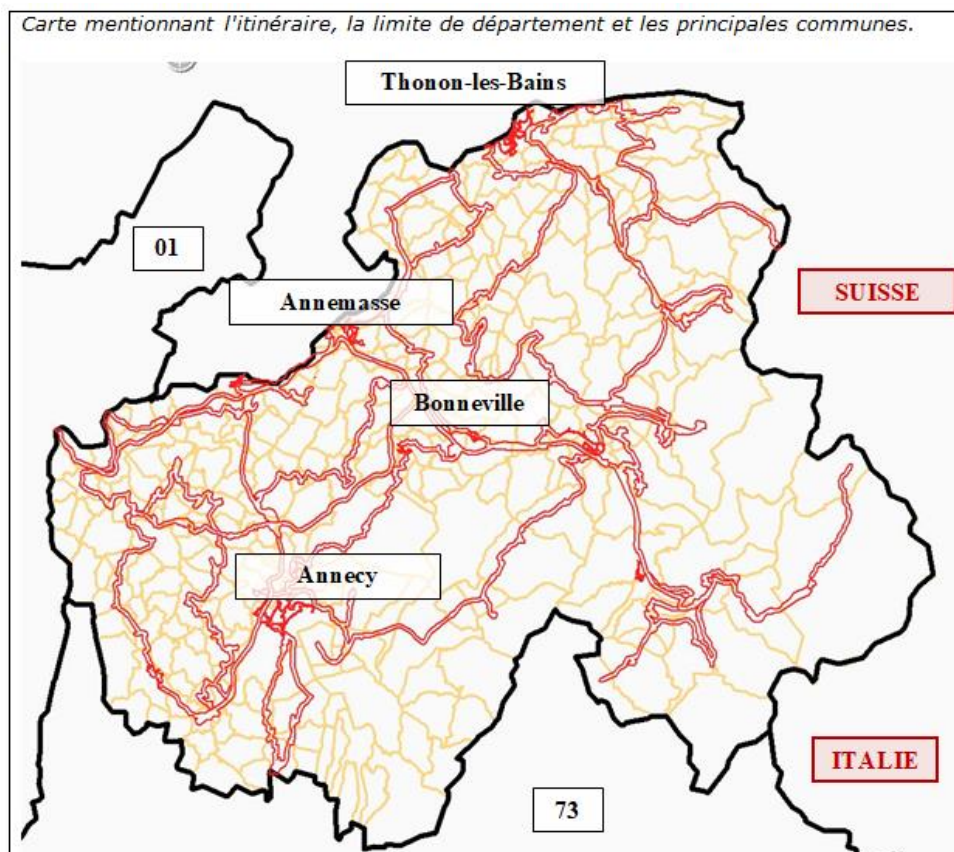 Carte mentionnant l'itinéraire, la limite de département et les principales communes.
Thonon-les-Bains
01
SUISSE
Annemasse
Bonneville
Annecy
ITALIE
73